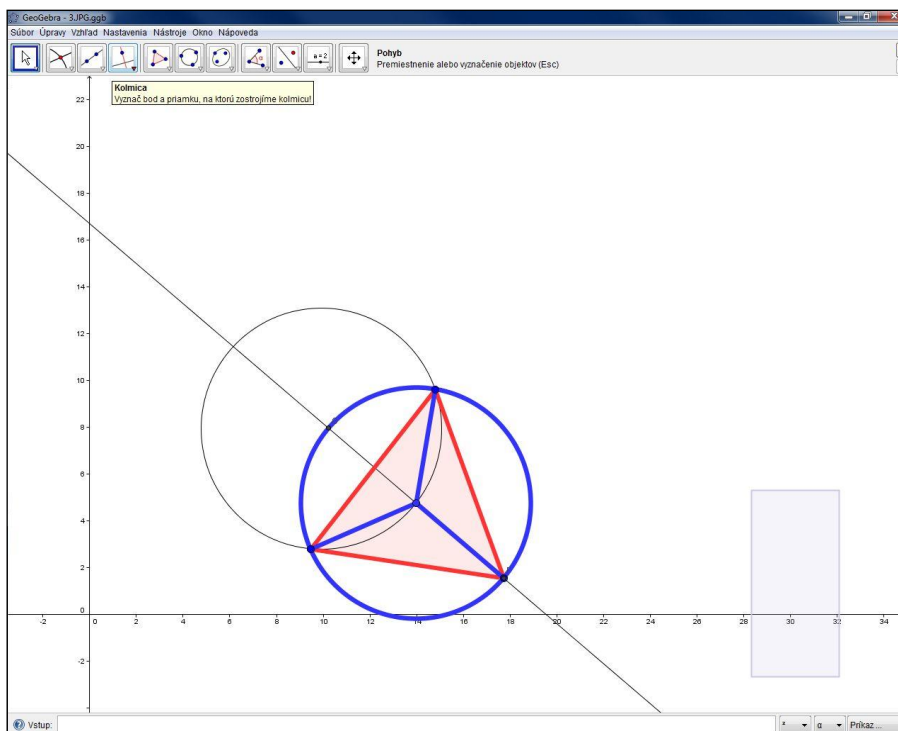 GeoGebra - 3JPG.ggb
Súbor Úpravy Vzhľad Nastavenia Nástroje Okno Nápoveda
a = 2
Pohyb
Premiestnenie alebo vyznačenie objektov (Esc)
Kolmica
Vyznač bod a priamku, na ktorú zostrojíme kolmicu!
22
20
18
16
14
12
10
8
6
4
2
0
-2
-2 0 2 4 6 8 10 12 14 16 18 20 22 24 26 28 30 32 34
Vstup:
α
Príkaz ...